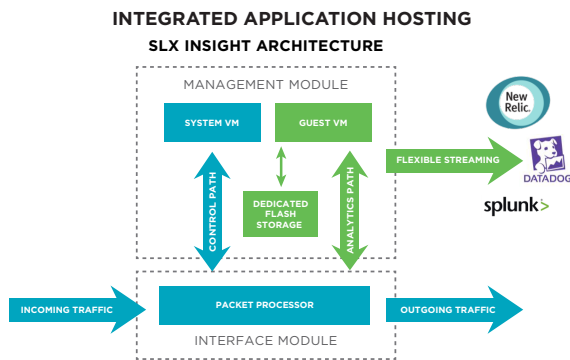 INTEGRATED APPLICATION HOSTING
SLX INSIGHT ARCHITECTURE
MANAGEMENT MODULE
SYSTEM VM
GUEST VM
New
Relic.
FLEXIBLE STREAMING
DATADOG
splunk>
CONTROL PATH
DEDICATED
FLASH
STORAGE
ANALYTICS PATH
INCOMING TRAFFIC
PACKET PROCESSOR
OUTGOING TRAFFIC
INTERFACE MODULE